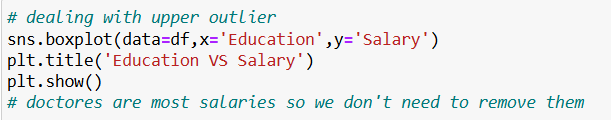 # dealing with upper outlier
sns.boxplot(data=df,x='Education',y='Salary')
plt.title('Education VS Salary')
plt.show()
# doctores are most salaries so we don't need to remove them